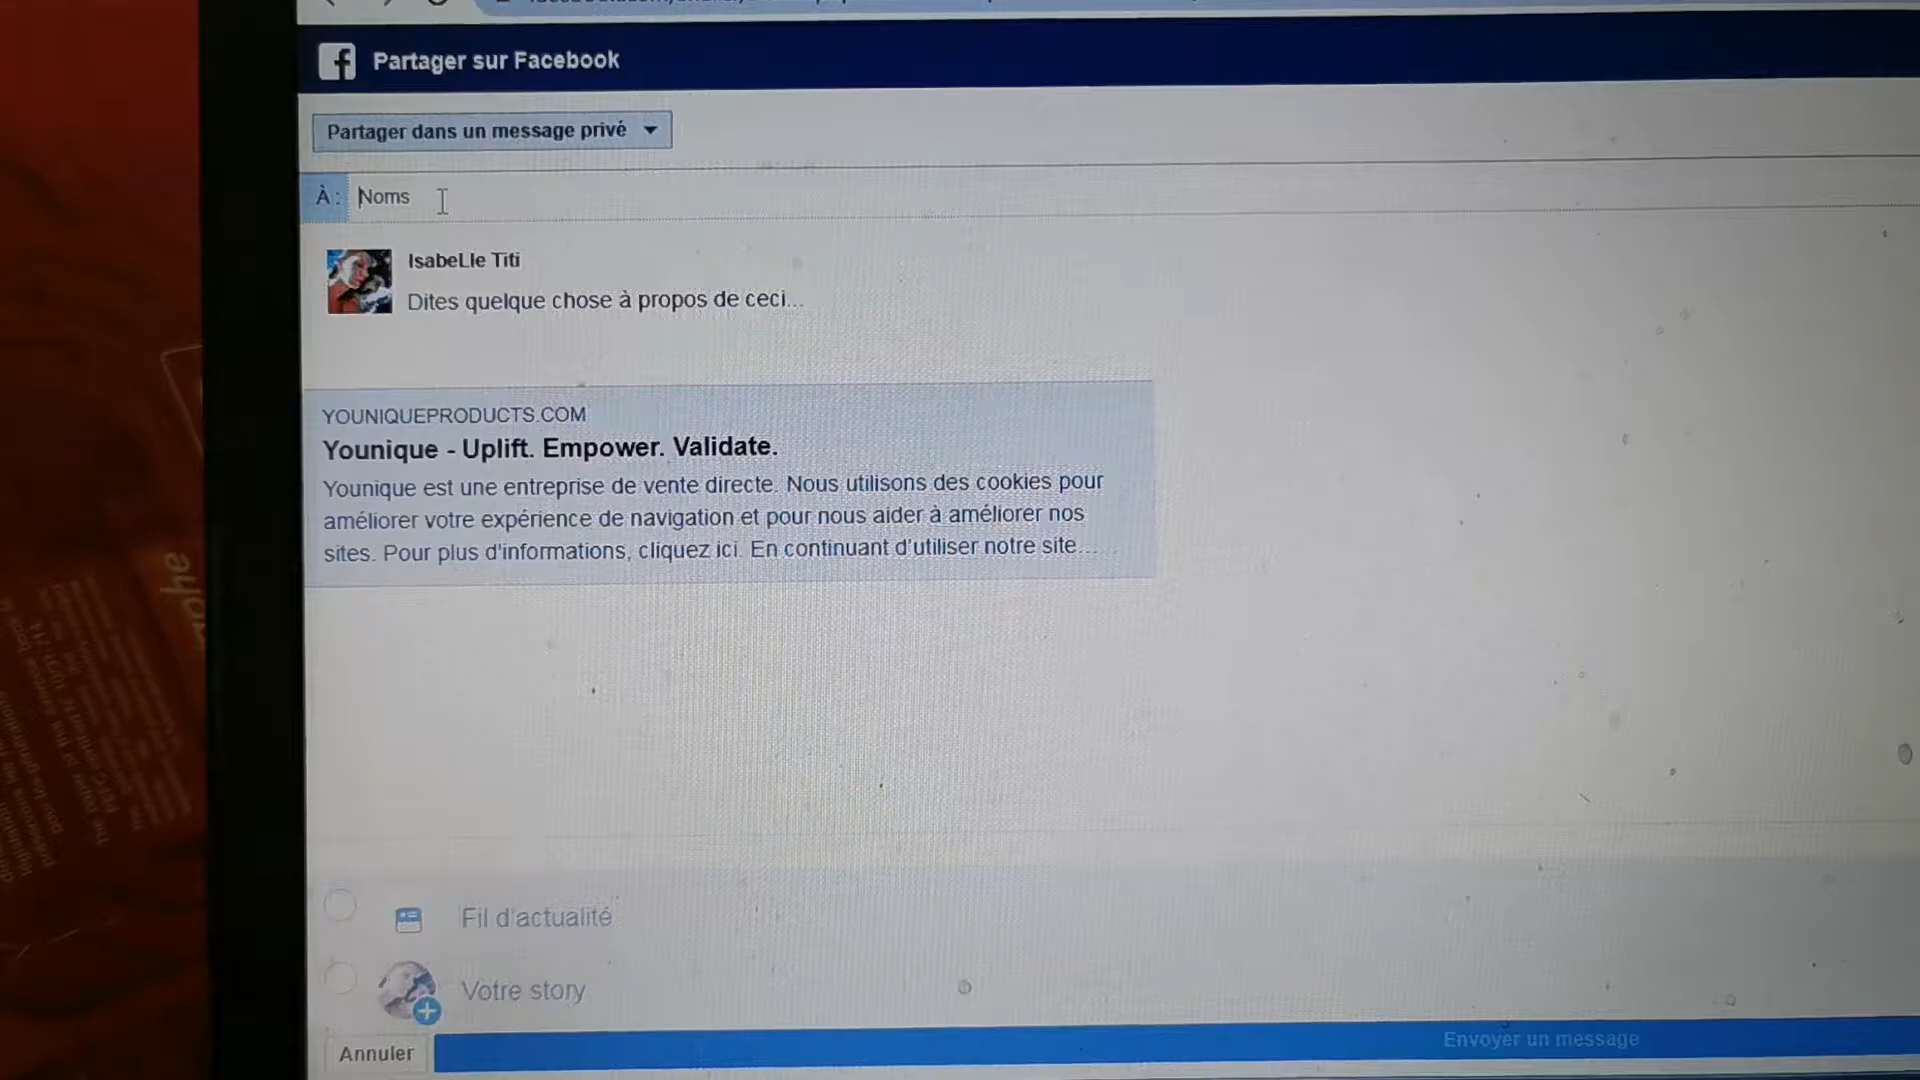 Partager sur Facebook
Partager dans un message privé
À : Noms
IsabeLle Titi
Dites quelque chose à propos de ceci...
YOUNIQUEPRODUCTS.COM
Younique - Uplift. Empower. Validate.
Younique est une entreprise de vente directe. Nous utilisons des cookies pour
améliorer votre expérience de navigation et pour nous aider à améliorer nos
sites. Pour plus d'informations, cliquez ici. En continuant d'utiliser notre site...
Fil d'actualité
Votre story
Annuler
Envoyer un message